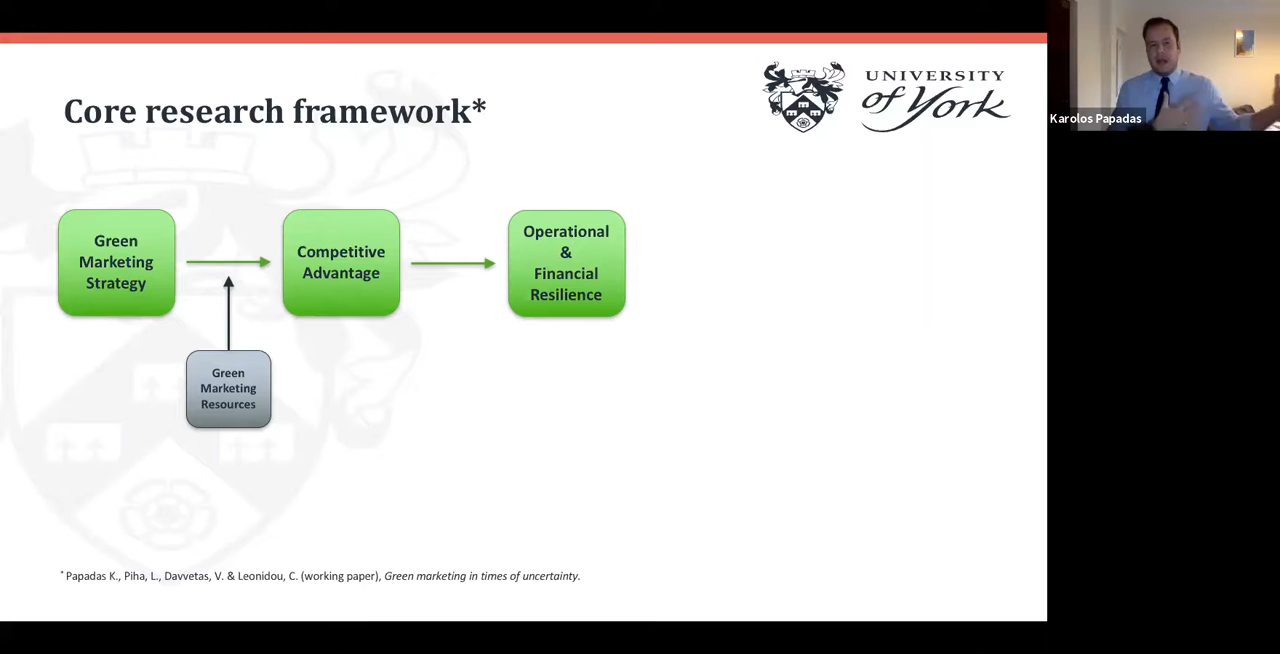 Core research framework*
UNIVERSITY
of York
Karolos Papadas
Green
Marketing
Strategy
Competitive
Advantage
Operational
&
Financial
Resilience
Green
Marketing
Resources
* Papadas K., Piha, L., Davvetas, V. & Leonidou, C. (working paper), Green marketing in times of uncertainty.